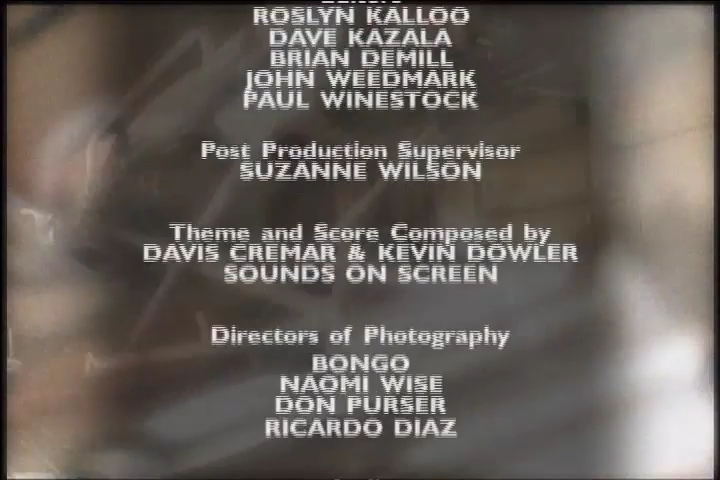 Editors
ROSLYN KALLOO
DAVE KAZALA
BRIAN DEMILL
JOHN WEEDMARK
PAUL WINESTOCK
Post Production Supervisor
SUZANNE WILSON
Theme and Score Composed by
DAVIS CREMAR & KEVIN DOWLER
SOUNDS ON SCREEN
Directors of Photography
BONGO
NAOMI WISE
DON PURSER
RICARDO DIAZ